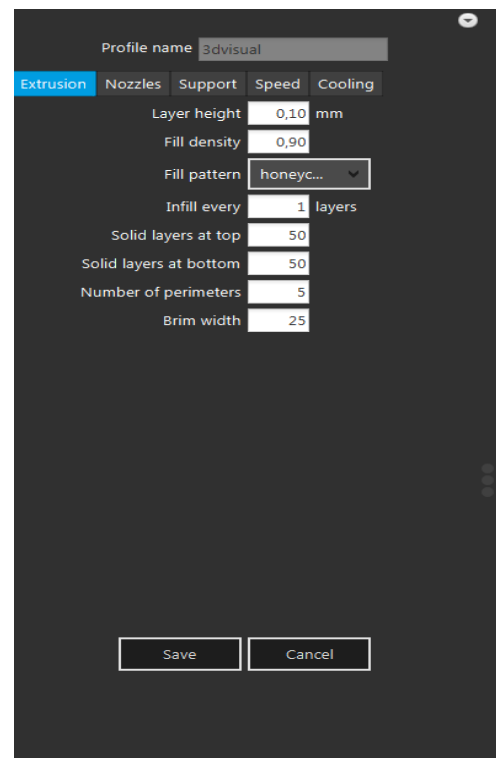 Profile name 3dvisual
Extrusion Nozzles Support Speed Cooling
Layer height 0,10 mm
Fill density 0,90
Fill pattern honeyc...
Infill every 1 layers
Solid layers at top 50
Solid layers at bottom 50
Number of perimeters 5
Brim width 25
Save Cancel